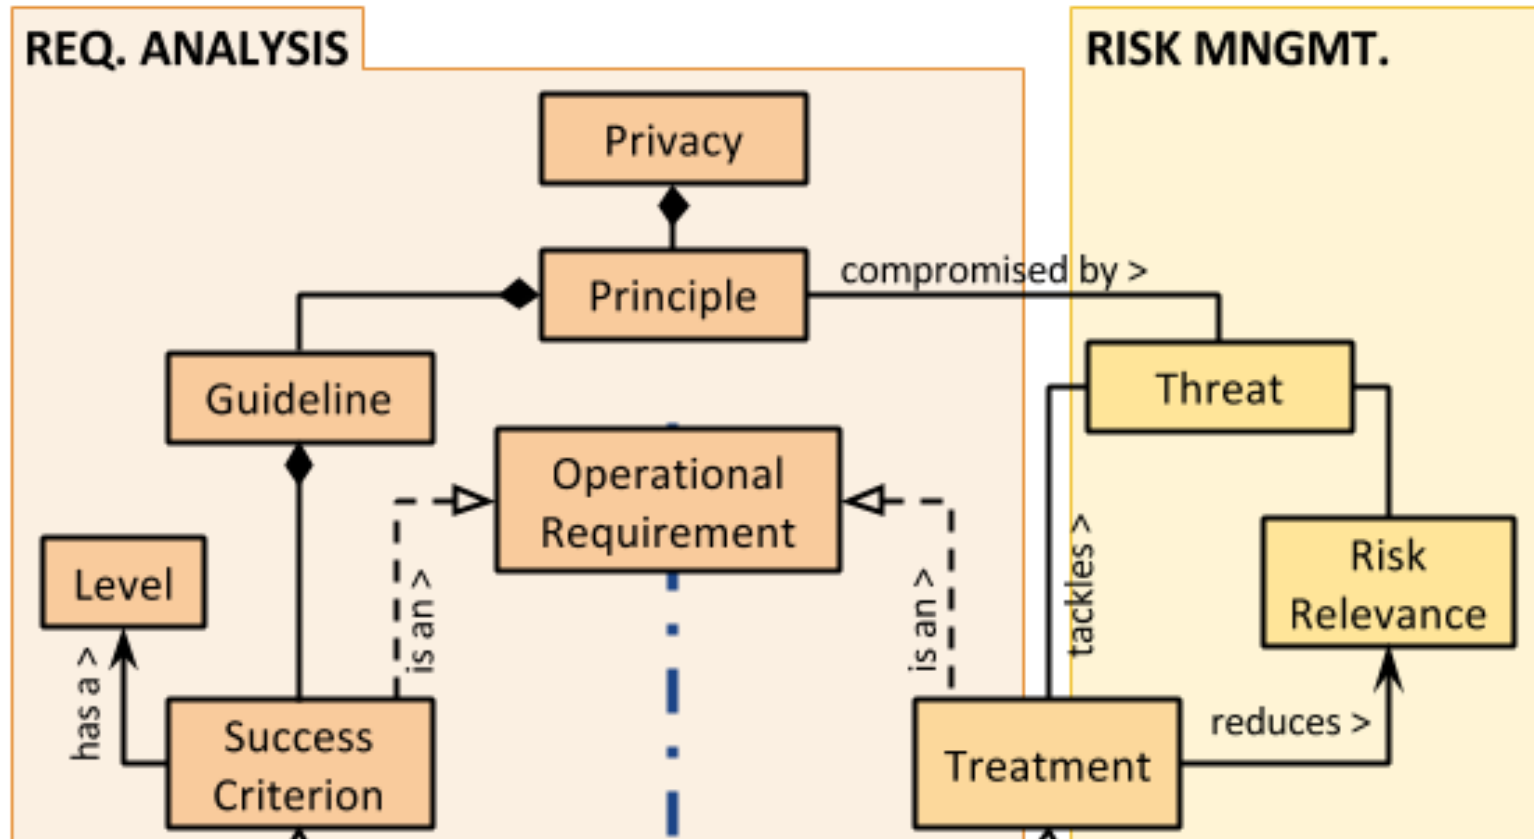 REQ. ANALYSIS
RISK MNGMT.
Privacy
Principle
compromised by >
Guideline
Threat
Operational
Requirement
Level
is an >
is an >
tackles >
Risk
Relevance
has a >
Success
Criterion
Treatment
reduces >